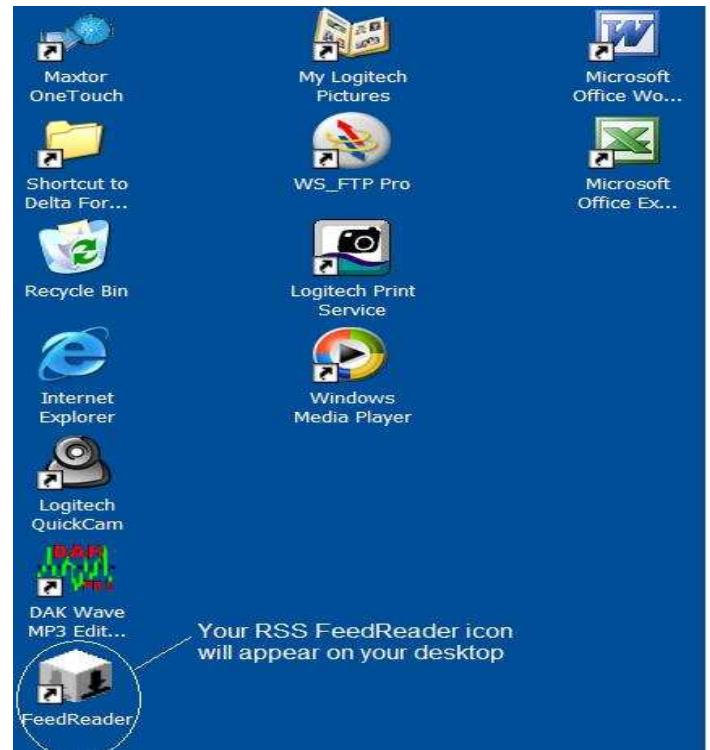 Maxtor
OneTouch
My Logitech
Pictures
Microsoft
Office Wo...
Shortcut to
Delta For...
WS_FTP Pro
Microsoft
Office Ex...
Recycle Bin
Logitech Print
Service
Internet
Explorer
Windows
Media Player
Logitech
QuickCam
DAK
DAK Wave
MP3 Edit...
Your RSS FeedReader icon
will appear on your desktop
FeedReader